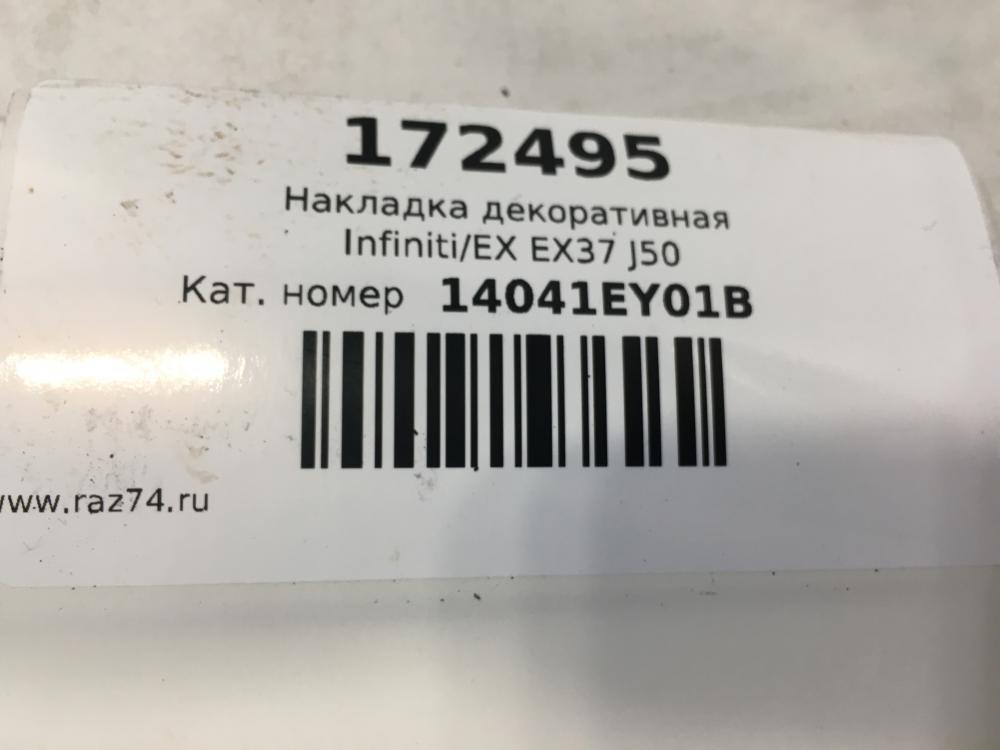 172495
Накладка декоративная
Infiniti/EX EX37 J50
Кат. номер 14041EY01B
www.raz74.ru